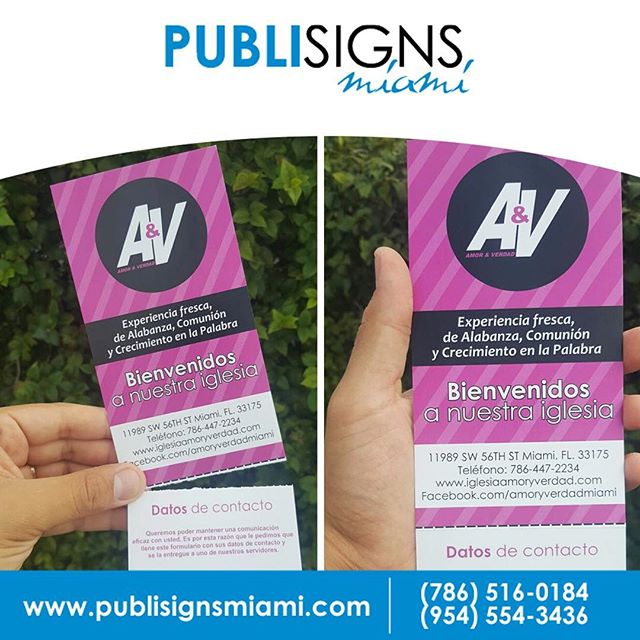 PUBLISIGNS
miami
A&V
AMOR & VERDAD
Experiencia fresca,
de Alabanza, Comunión
y Crecimiento en la Palabra
Bienvenidos
a nuestra iglesia
11989 SW 56TH ST Miami, FL. 33175
Teléfono: 786-447-2234
www.iglesiaamoryverdad.com
Facebook.com/amoryverdadmiami
Datos de contacto
Queremos poder mantener una comunicación
eficaz con usted. Es por esta razón que le pedimos que
llene este formulario con sus datos de contacto y
se la entregue a uno de nuestros servidores.
A&V
AMOR & VERDAD
Experiencia fresca,
de Alabanza, Comunión
y Crecimiento en la Palabra
Bienvenidos
a nuestra iglesia
11989 SW 56TH ST Miami, FL. 33175
Teléfono: 786-447-2234
www.iglesiaamoryverdad.com
Facebook.com/amoryverdadmiami
Datos de contacto
www.publisignsmiami.com
(786) 516-0184
(954) 554-3436